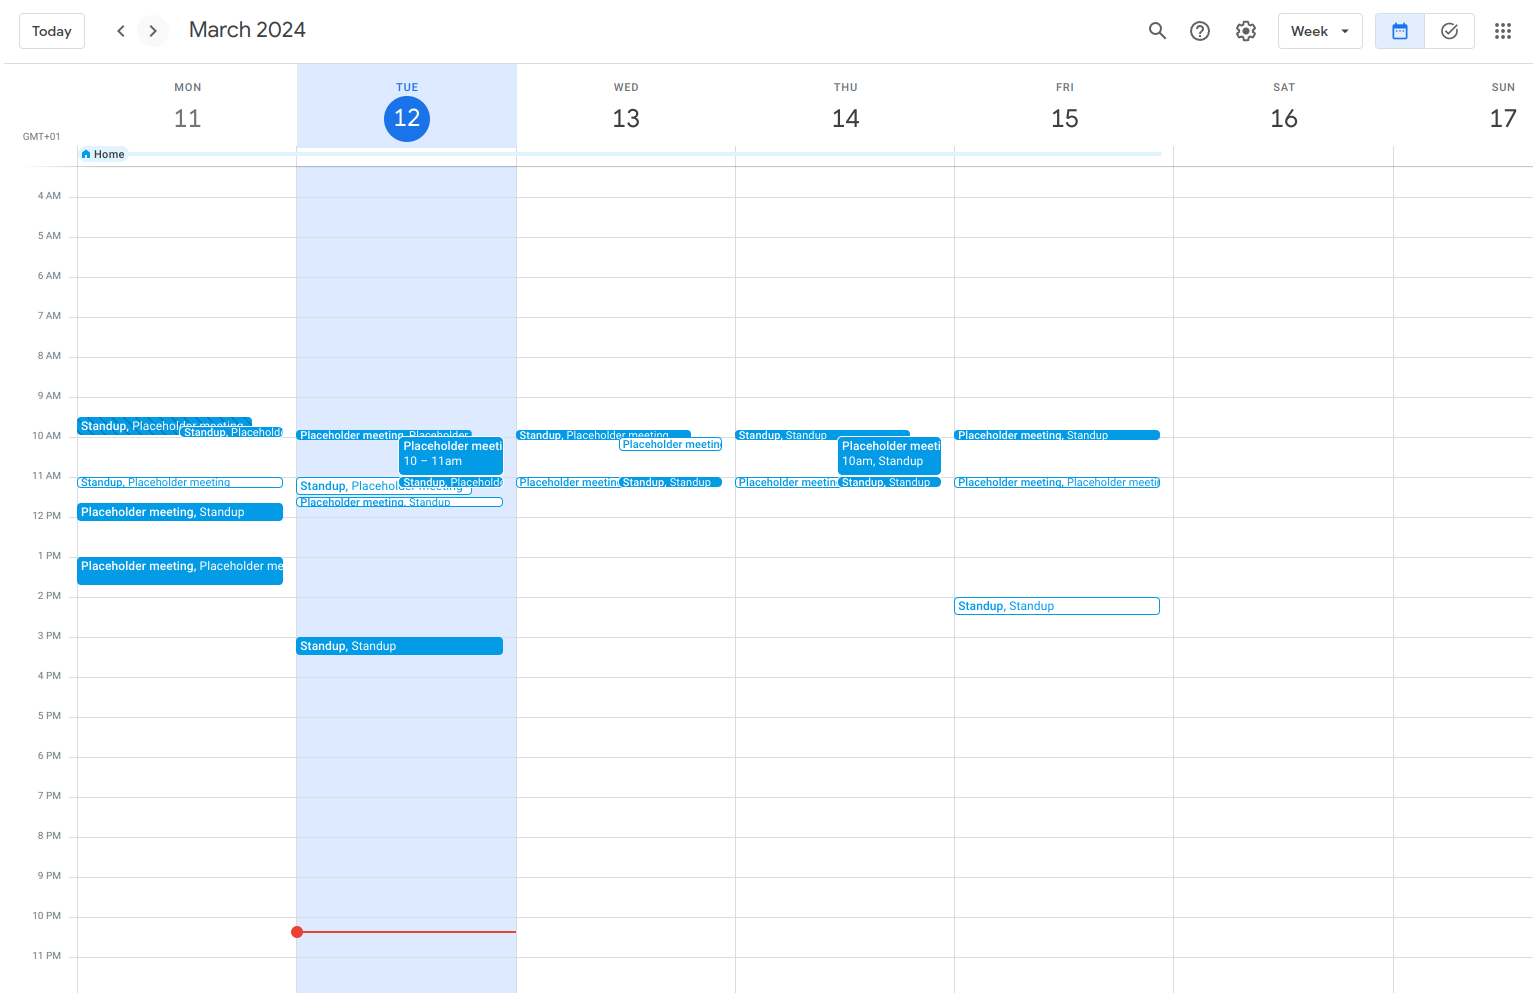 Today
March 2024
Week
MON
TUE
WED
THU
FRI
SAT
SUN
11
12
13
14
15
16
17
GMT+01
Home
4 AM
5 AM
6 AM
7 AM
8 AM
9 AM
10 AM
11 AM
12 PM
1 PM
2 PM
3 PM
4 PM
5 PM
6 PM
7 PM
8 PM
9 PM
10 PM
11 PM
Standup, Placeholder meeting
Standup, Placehold
Standup, Placeholder meeting
Placeholder meeting, Standup
Placeholder meeting, Placeholder me
Placeholder meeting, Placeholder
Placeholder meeti
10 – 11am
Standup, Placeholder meeting
Standup, Placeholde
Placeholder meeting, Standup
Standup, Standup
Standup, Placeholder meeting
Placeholder meetin
Placeholder meetin
Standup, Standup
Standup, Standup
Placeholder meeti
10am, Standup
Placeholder meetin
Standup, Standup
Placeholder meeting, Standup
Placeholder meeting, Placeholder meeti
Standup, Standup